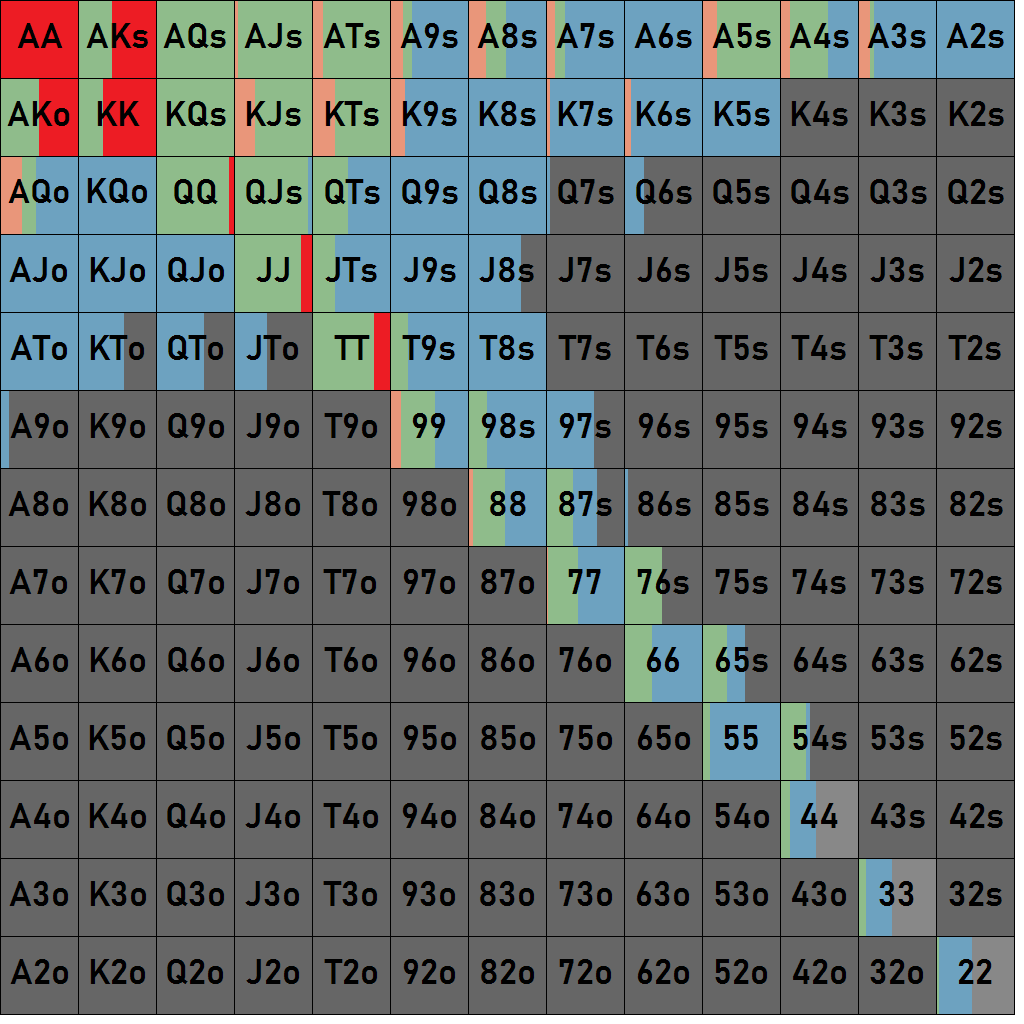 AA AKs AQs AJs ATs A9s A8s A7s A6s A5s A4s A3s A2s
AKo KK KQs KJs KTs K9s K8s K7s K6s K5s K4s K3s K2s
AQo KQo QQ QJs QTs Q9s Q8s Q7s Q6s Q5s Q4s Q3s Q2s
AJo KJo QJo JJ JTs J9s J8s J7s J6s J5s J4s J3s J2s
ATo KTo QTo JTo TT T9s T8s T7s T6s T5s T4s T3s T2s
A9o K9o Q9o J9o T9o 99 98s 97s 96s 95s 94s 93s 92s
A8o K8o Q8o J8o T8o 98o 88 87s 86s 85s 84s 83s 82s
A7o K7o Q7o J7o T7o 97o 87o 77 76s 75s 74s 73s 72s
A6o K6o Q6o J6o T6o 96o 86o 76o 66 65s 64s 63s 62s
A5o K5o Q5o J5o T5o 95o 85o 75o 65o 55 54s 53s 52s
A4o K4o Q4o J4o T4o 94o 84o 74o 64o 54o 44 43s 42s
A3o K3o Q3o J3o T3o 93o 83o 73o 63o 53o 43o 33 32s
A2o K2o Q2o J2o T2o 92o 82o 72o 62o 52o 42o 32o 22